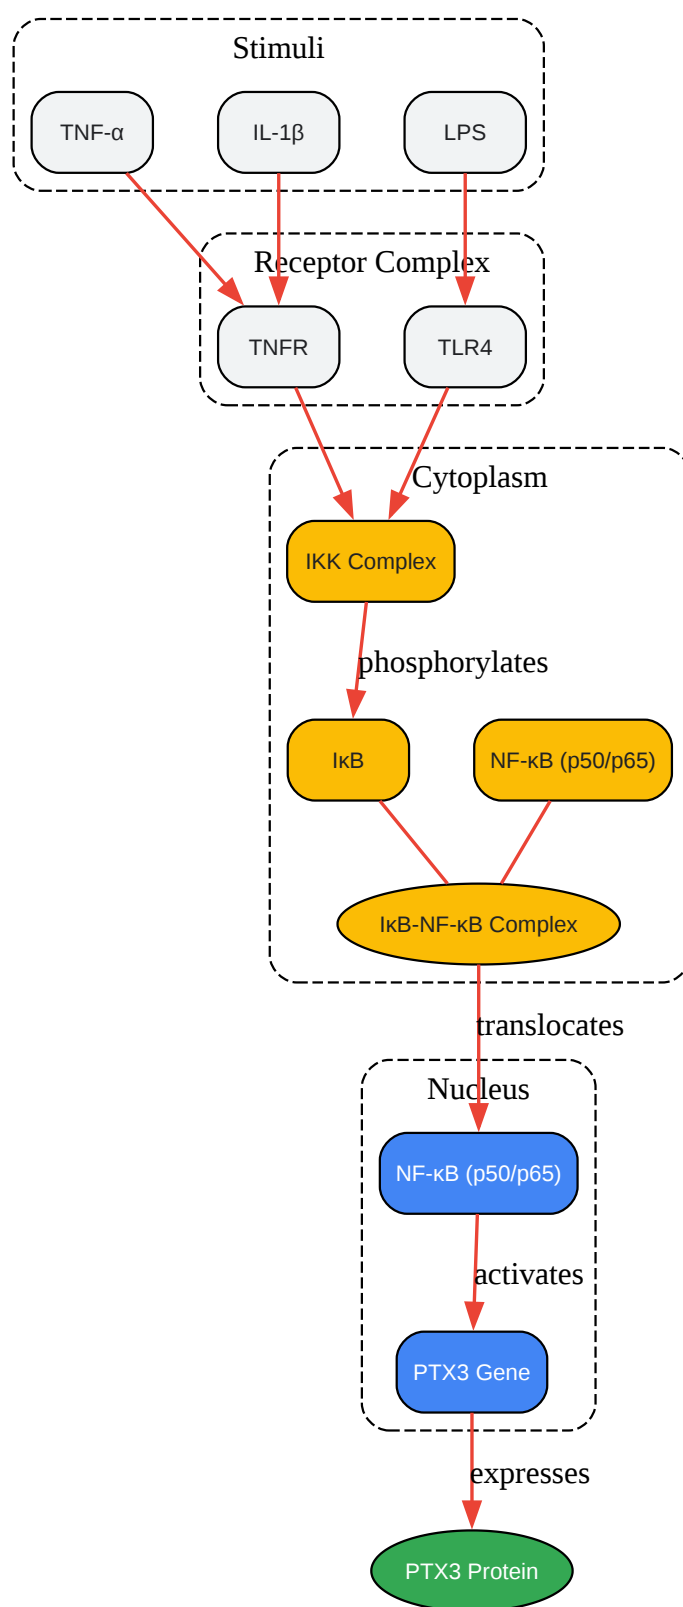 Stimuli
TNF-α
IL-1β
LPS
Receptor Complex
TNFR
TLR4
Cytoplasm
IKK Complex
phosphorylates
IκB
NF-κB (p50/p65)
IκB-NF-κB Complex
translocates
Nucleus
NF-κB (p50/p65)
activates
PTX3 Gene
expresses
PTX3 Protein